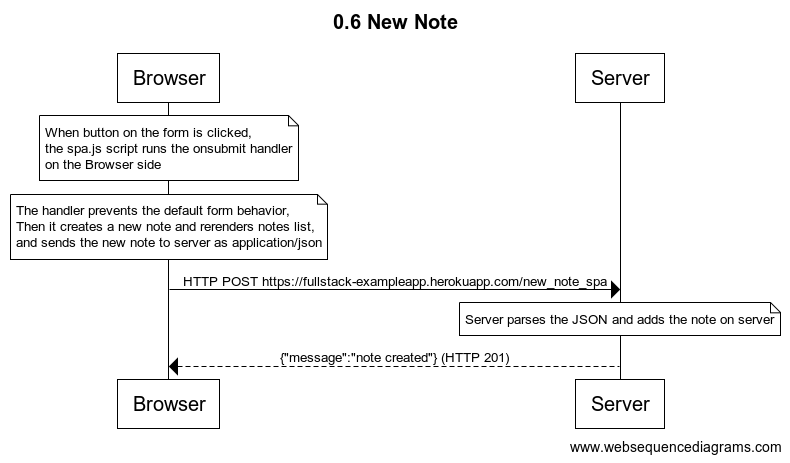 0.6 New Note
Browser
Server
When button on the form is clicked,
the spa.js script runs the onsubmit handler
on the Browser side
The handler prevents the default form behavior,
Then it creates a new note and rerenders notes list,
and sends the new note to server as application/json
HTTP POST https://fullstack-exampleapp.herokuapp.com/new_note_spa
Server parses the JSON and adds the note on server
{"message":"note created"} (HTTP 201)
Browser
Server
www.websequencediagrams.com